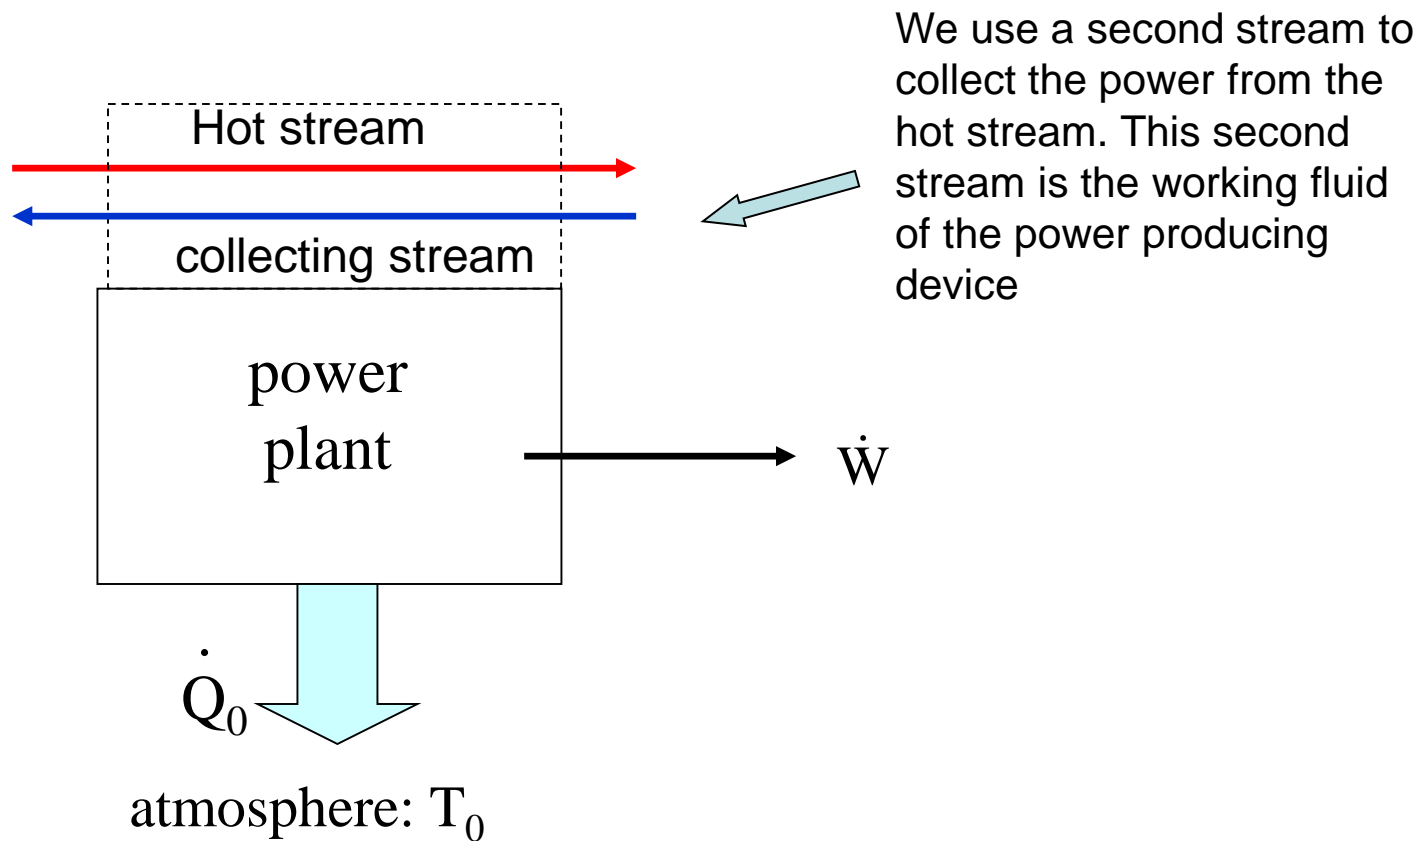 We use a second stream to
collect the power from the
hot stream. This second
stream is the working fluid
of the power producing
device
Hot stream
collecting stream
power
plant
ẇ
Q̇₀
atmosphere: T₀